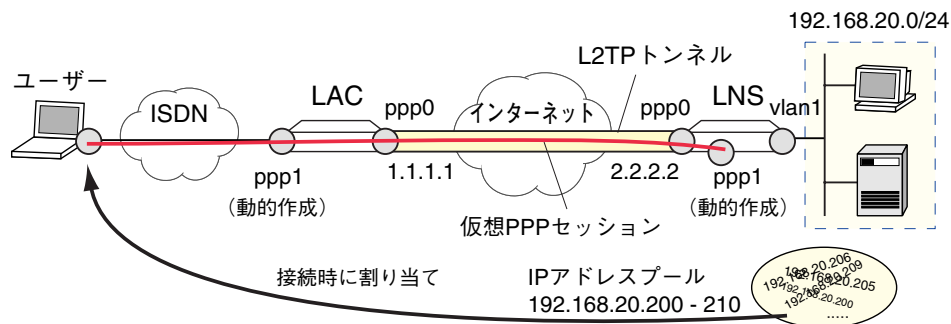 192.168.20.0/24
L2TPトンネル
ユーザー
ISDN
LAC
ppp0
インターネット
ppp0
LNS
vlan1
ppp1
(動的作成)
1.1.1.1
2.2.2.2
ppp1
(動的作成)
仮想PPPセッション
接続時に割り当て
IPアドレスプール
192.168.20.200 - 210
192.168.20.206
192.168.20.205
192.168.20.209
192.168.20.200
.....